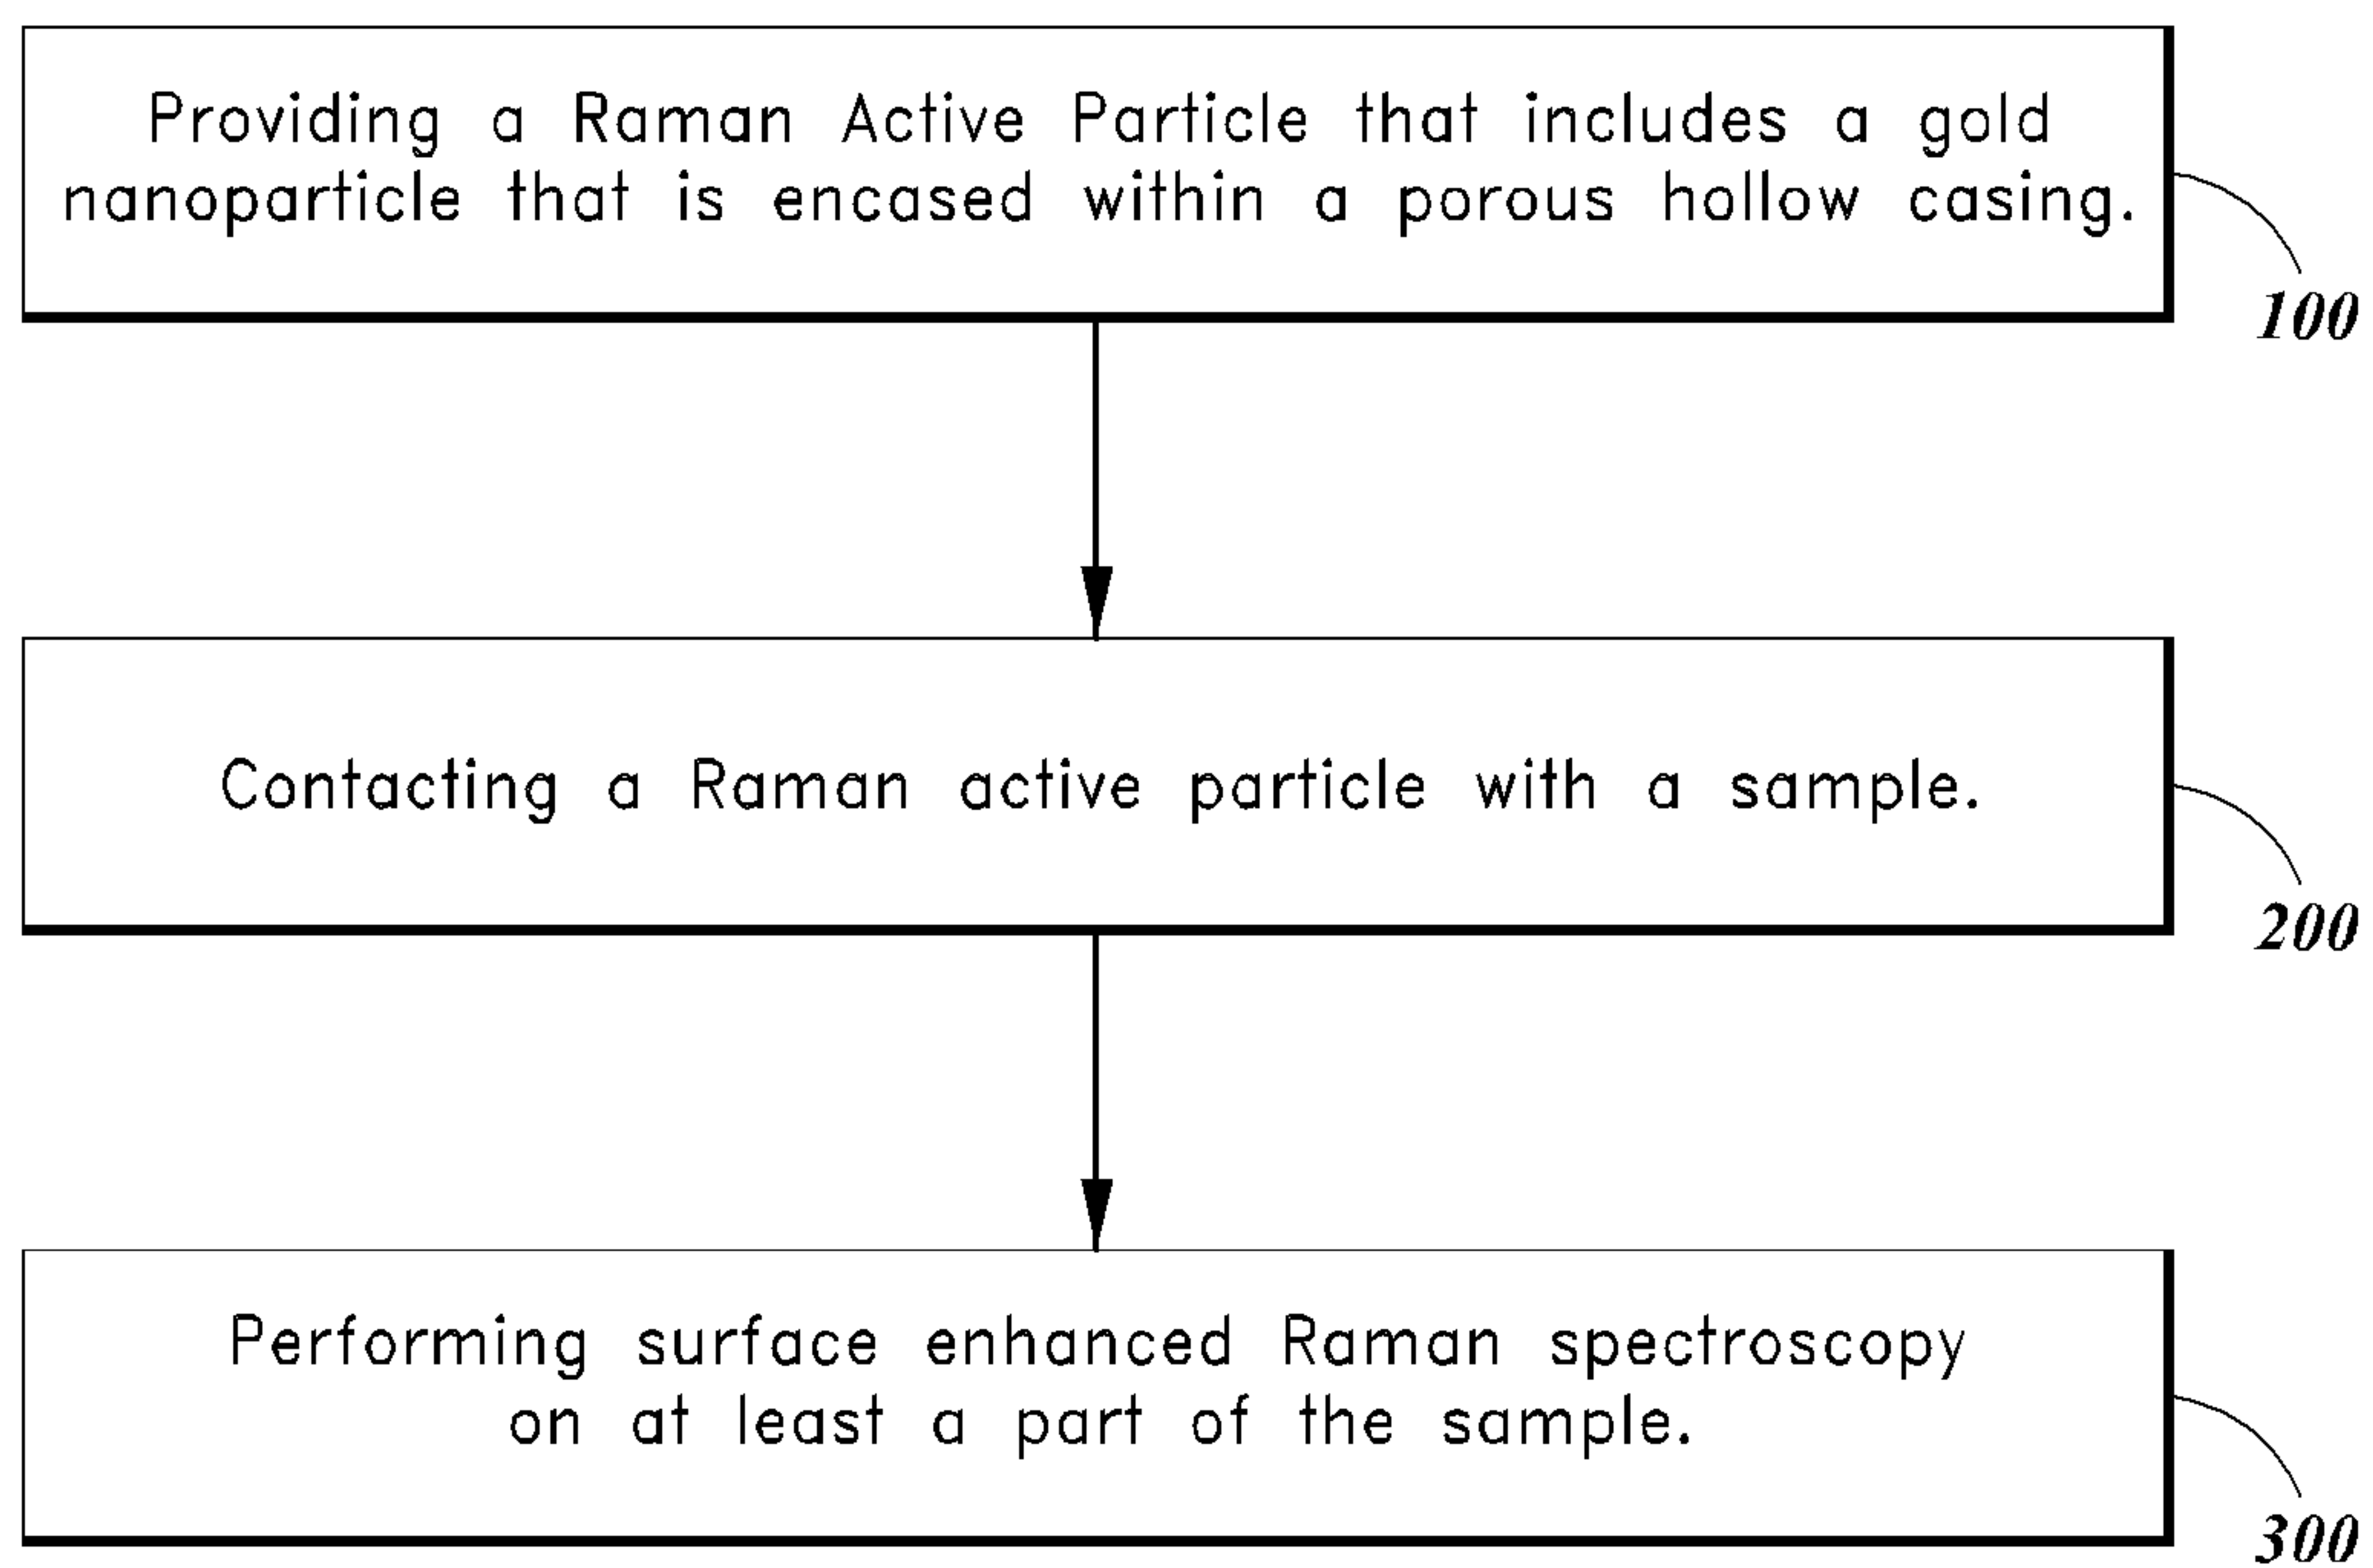 Providing a Raman Active Particle that includes a gold
nanoparticle that is encased within a porous hollow casing.
100
Contacting a Raman active particle with a sample.
200
Performing surface enhanced Raman spectroscopy
on at least a part of the sample.
300